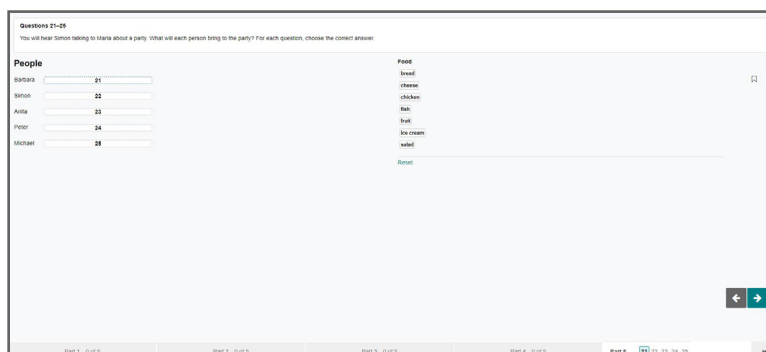 Questions 21–25
You will hear Simon talking to Maria about a party. What will each person bring to the party? For each question, choose the correct answer.
People
Barbara 21
Simon 22
Anita 23
Peter 24
Michael 25
Food
bread
cheese
chicken
fish
fruit
ice cream
salad
Reset
Part 1 0 of 5 Part 2 0 of 5 Part 3 0 of 5 Part 4 0 of 5 Part 5 21 22 23 24 25